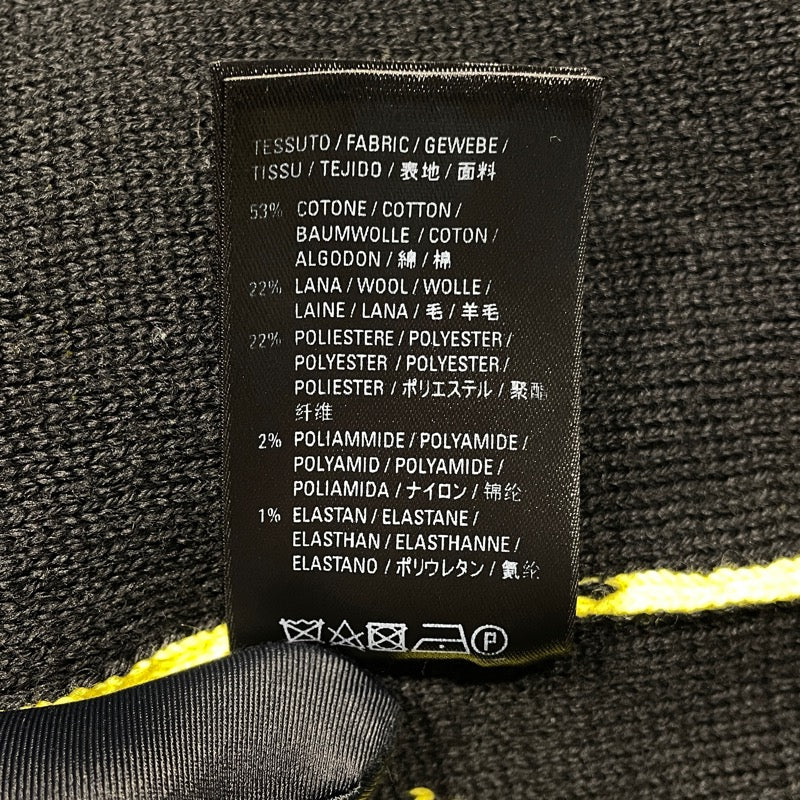 TESSUTO / FABRIC / GEWEBE /
TISSU / TEJIDO / 表地 / 面料
53% COTONE / COTTON /
BAUMWOLLE / COTON /
ALGODON / 綿 / 棉
22% LANA / WOOL / WOLLE /
LAINE / LANA / 毛 / 羊毛
22% POLIESTERE / POLYESTER /
POLYESTER / POLYESTER /
POLIESTER / ポリエステル / 聚酯
纤维
2% POLIAMMIDE / POLYAMIDE /
POLYAMID / POLYAMIDE /
POLIAMIDA / ナイロン / 锦纶
1% ELASTAN / ELASTANE /
ELASTHAN / ELASTHANNE /
ELASTANO / ポリウレタン / 氨纶
P